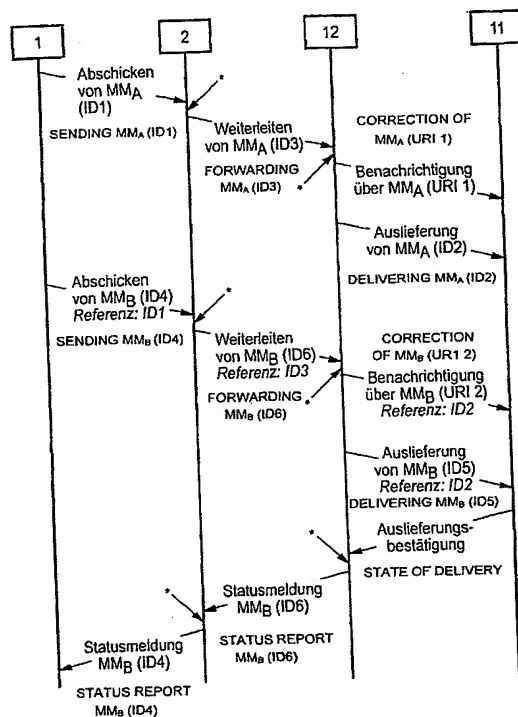 1
2
12
11
Abschicken
von MMA
(ID1)
*
SENDING MMA (ID1)
Weiterleiten
von MMA (ID3)
CORRECTION OF
MMA (URI 1)
FORWARDING
MMA (ID3)
*
Benachrichtigung
über MMA (URI 1)
Auslieferung
von MMA (ID2)
DELIVERING MMA (ID2)
Abschicken
von MMB (ID4)
Referenz: ID1
*
SENDING MMB (ID4)
Weiterleiten
von MMB (ID6)
Referenz: ID3
CORRECTION
OF MMB (UR1 2)
FORWARDING
MMB (ID6)
*
Benachrichtigung
über MMB (URI 2)
Referenz: ID2
Auslieferung
von MMB (ID5)
Referenz: ID2
DELIVERING MMB (ID5)
Auslieferungs-
bestätigung
*
STATE OF DELIVERY
Statusmeldung
MMB (ID6)
*
STATUS REPORT
MMB (ID6)
Statusmeldung
MMB (ID4)
STATUS REPORT
MMB (ID4)